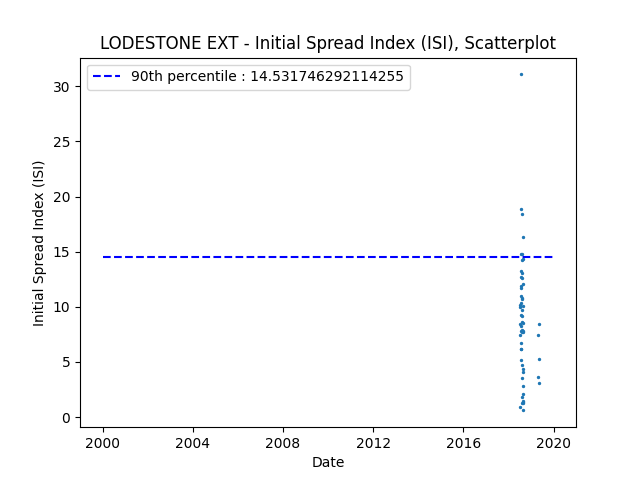 LODESTONE EXT - Initial Spread Index (ISI), Scatterplot
90th percentile : 14.531746292114255
30
25
20
15
10
5
0
Initial Spread Index (ISI)
2000 2004 2008 2012 2016 2020
Date